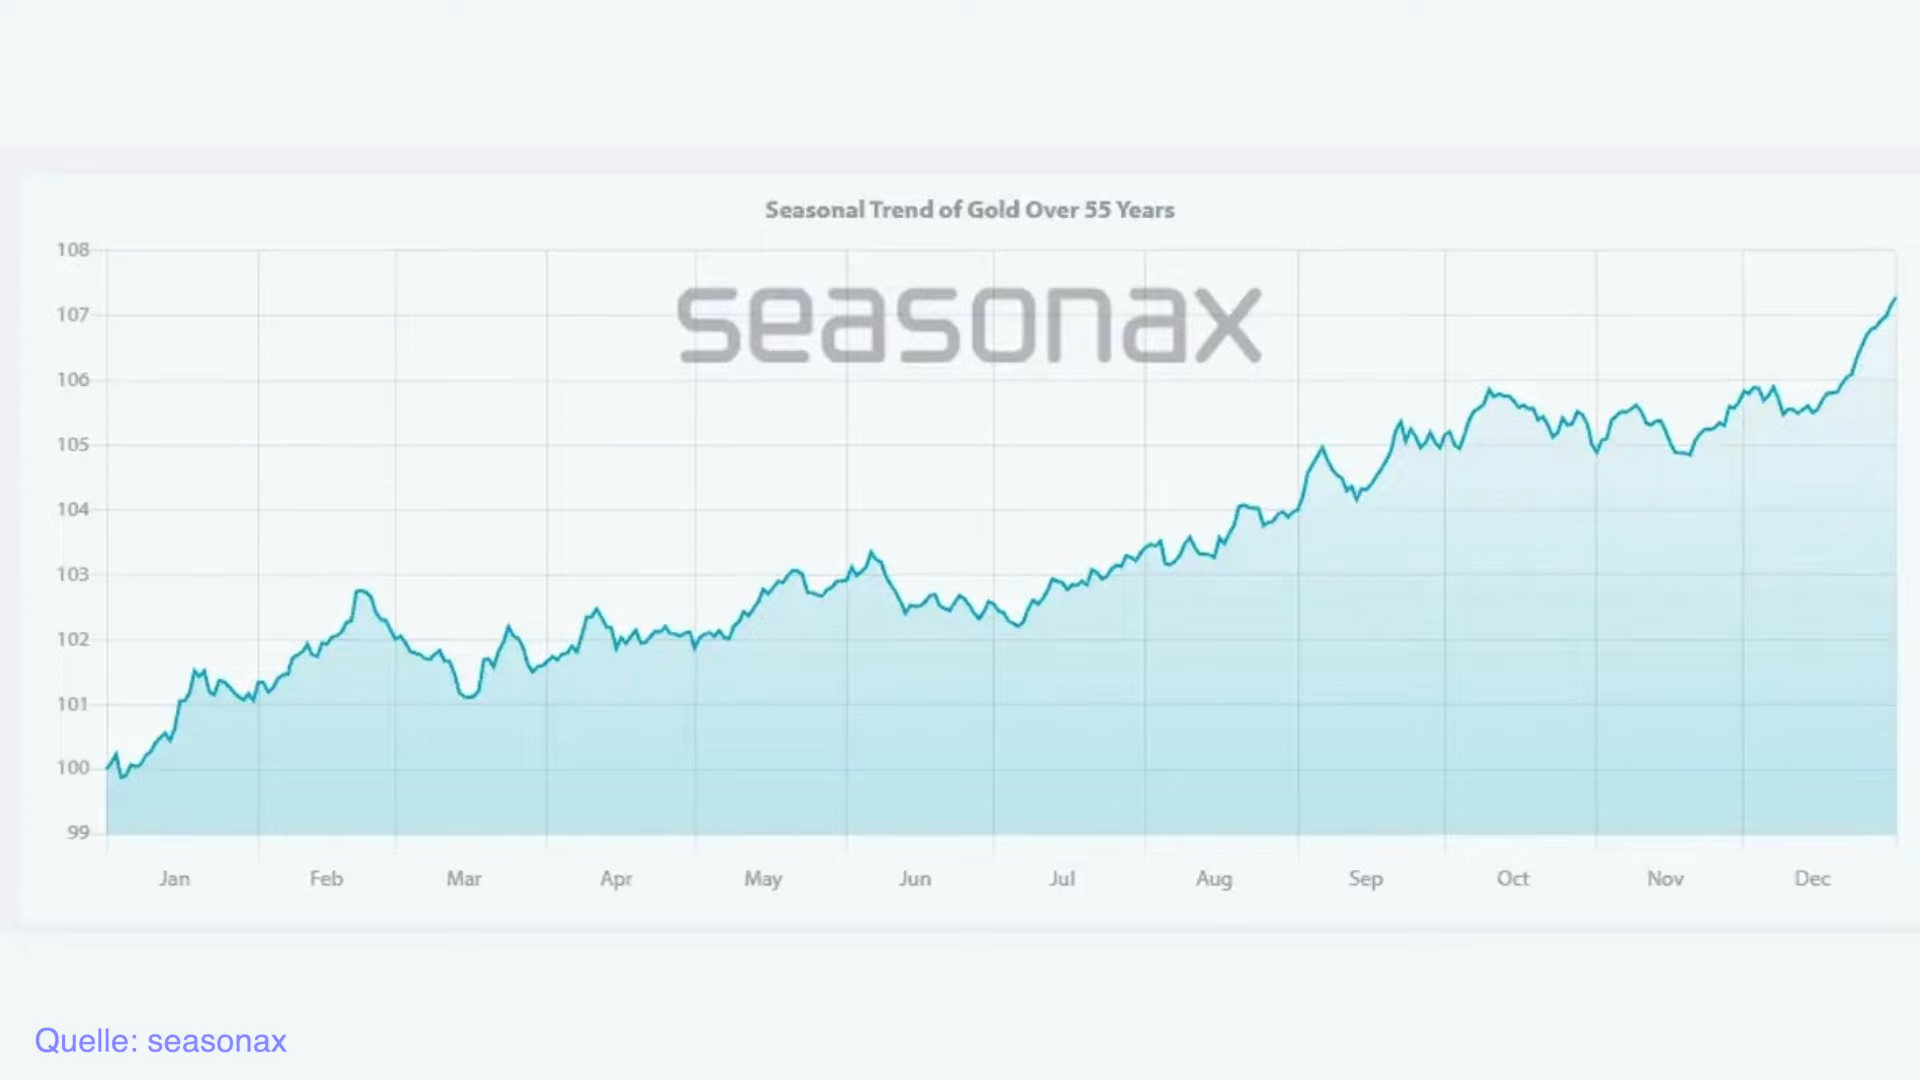 Seasonal Trend of Gold Over 55 Years
seasonax
108
107
106
105
104
103
102
101
100
99
Jan Feb Mar Apr May Jun Jul Aug Sep Oct Nov Dec
Quelle: seasonax